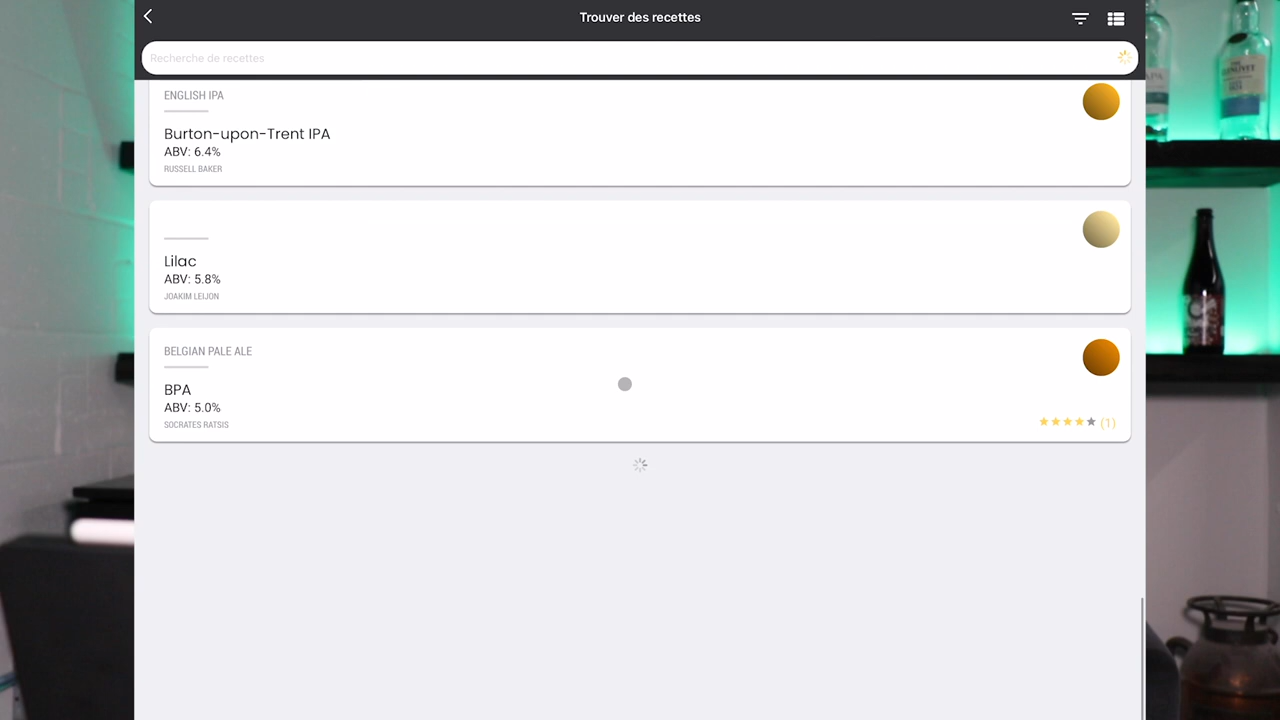 Trouver des recettes
Recherche de recettes
ENGLISH IPA
Burton-upon-Trent IPA
ABV: 6.4%
RUSSELL BAKER
Lilac
ABV: 5.8%
JOAKIM LEIJON
BELGIAN PALE ALE
BPA
ABV: 5.0%
SOCRATES RATSIS
(1)